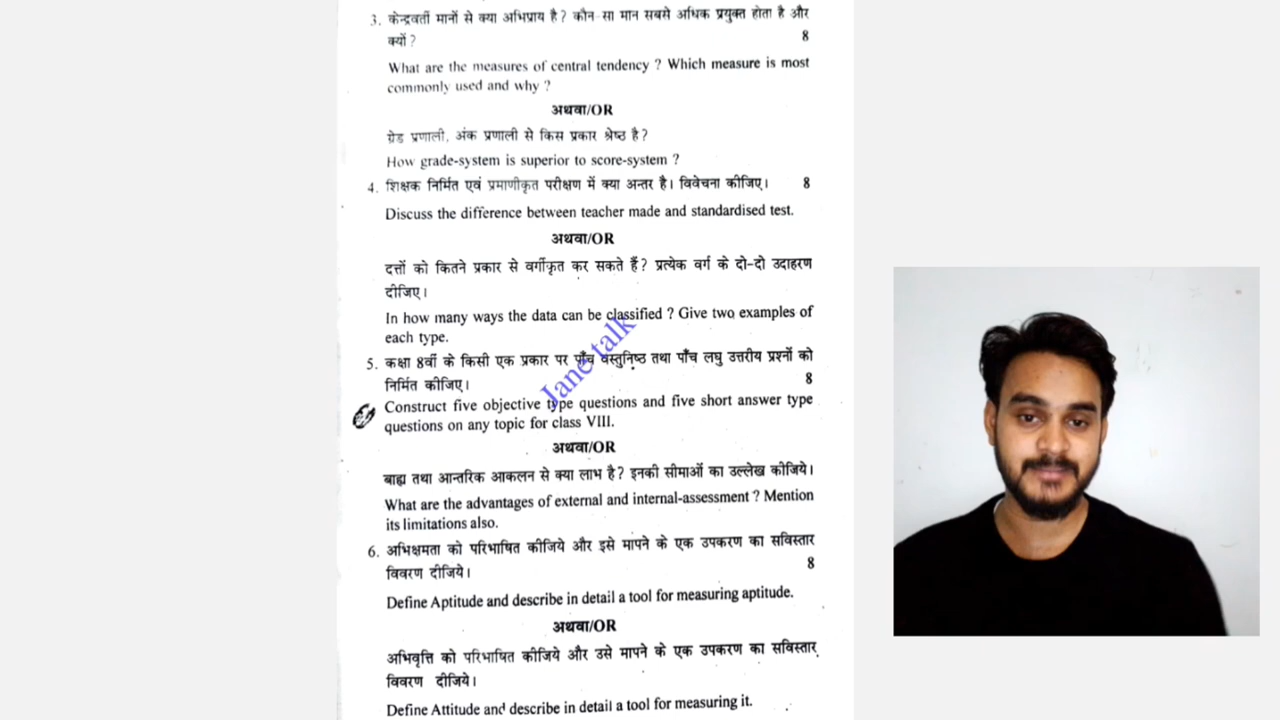 3. केन्द्रवर्ती मानों से क्या अभिप्राय है? कौन-सा मान सबसे अधिक प्रयुक्त होता है और
क्यों? 8
What are the measures of central tendency ? Which measure is most
commonly used and why ?
अथवा/OR
ग्रेड प्रणाली, अंक प्रणाली से किस प्रकार श्रेष्ठ है?
How grade-system is superior to score-system ?
4. शिक्षक निर्मित एवं प्रमाणीकृत परीक्षण में क्या अन्तर है। विवेचना कीजिए। 8
Discuss the difference between teacher made and standardised test.
अथवा/OR
दत्तों को कितने प्रकार से वर्गीकृत कर सकते हैं? प्रत्येक वर्ग के दो-दो उदाहरण
दीजिए।
In how many ways the data can be classified ? Give two examples of
each type.
Jane talk
5. कक्षा 8वीं के किसी एक प्रकार पर पाँच वस्तुनिष्ठ तथा पाँच लघु उत्तरीय प्रश्नों को
निर्मित कीजिए। 8
Construct five objective type questions and five short answer type
questions on any topic for class VIII.
अथवा/OR
बाह्य तथा आन्तरिक आकलन से क्या लाभ है? इनकी सीमाओं का उल्लेख कीजिये।
What are the advantages of external and internal-assessment ? Mention
its limitations also.
6. अभिक्षमता को परिभाषित कीजिये और इसे मापने के एक उपकरण का सविस्तार
विवरण दीजिये। 8
Define Aptitude and describe in detail a tool for measuring aptitude.
अथवा/OR
अभिवृत्ति को परिभाषित कीजिये और उसे मापने के एक उपकरण का सविस्तार
विवरण दीजिये।
Define Attitude and describe in detail a tool for measuring it.